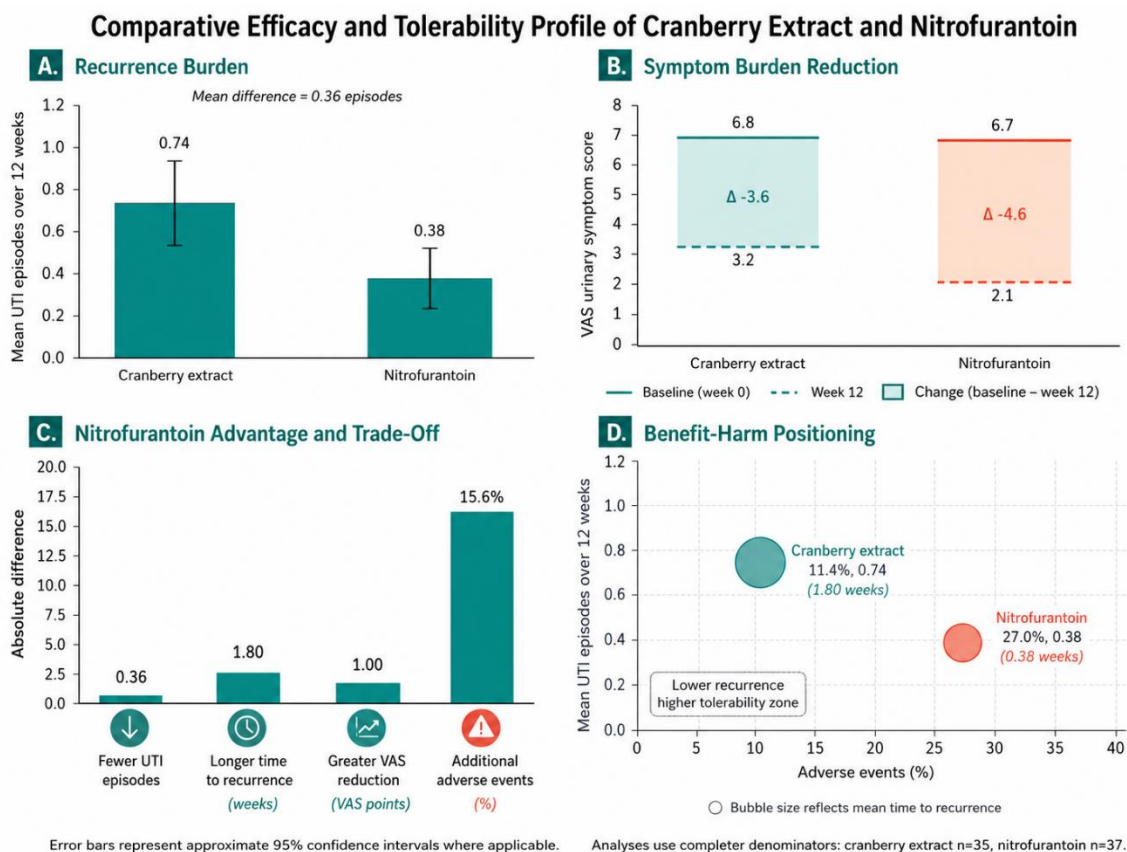 Comparative Efficacy and Tolerability Profile of Cranberry Extract and Nitrofurantoin
A. Recurrence Burden
Mean difference = 0.36 episodes
Mean UTI episodes over 12 weeks
1.2
1.0
0.8
0.6
0.4
0.2
0.0
0.74
0.38
Cranberry extract
Nitrofurantoin
B. Symptom Burden Reduction
VAS urinary symptom score
8
7
6
5
4
3
2
1
0
6.8
Δ -3.6
3.2
6.7
Δ -4.6
2.1
Cranberry extract
Nitrofurantoin
Baseline (week 0)
Week 12
Change (baseline – week 12)
C. Nitrofurantoin Advantage and Trade-Off
Absolute difference
20.0
17.5
15.0
12.5
10.0
7.5
5.0
2.5
0.0
0.36
1.80
1.00
15.6%
Fewer UTI
episodes
Longer time
to recurrence
(weeks)
Greater VAS
reduction
(VAS points)
Additional
adverse events
(%)
D. Benefit-Harm Positioning
Mean UTI episodes over 12 weeks
1.2
1.0
0.8
0.6
0.4
0.2
0.0
Cranberry extract
11.4%, 0.74
(1.80 weeks)
Nitrofurantoin
27.0%, 0.38
(0.38 weeks)
Lower recurrence
higher tolerability zone
0
5
10
15
20
25
30
35
40
Adverse events (%)
Bubble size reflects mean time to recurrence
Error bars represent approximate 95% confidence intervals where applicable.
Analyses use completer denominators: cranberry extract n=35, nitrofurantoin n=37.